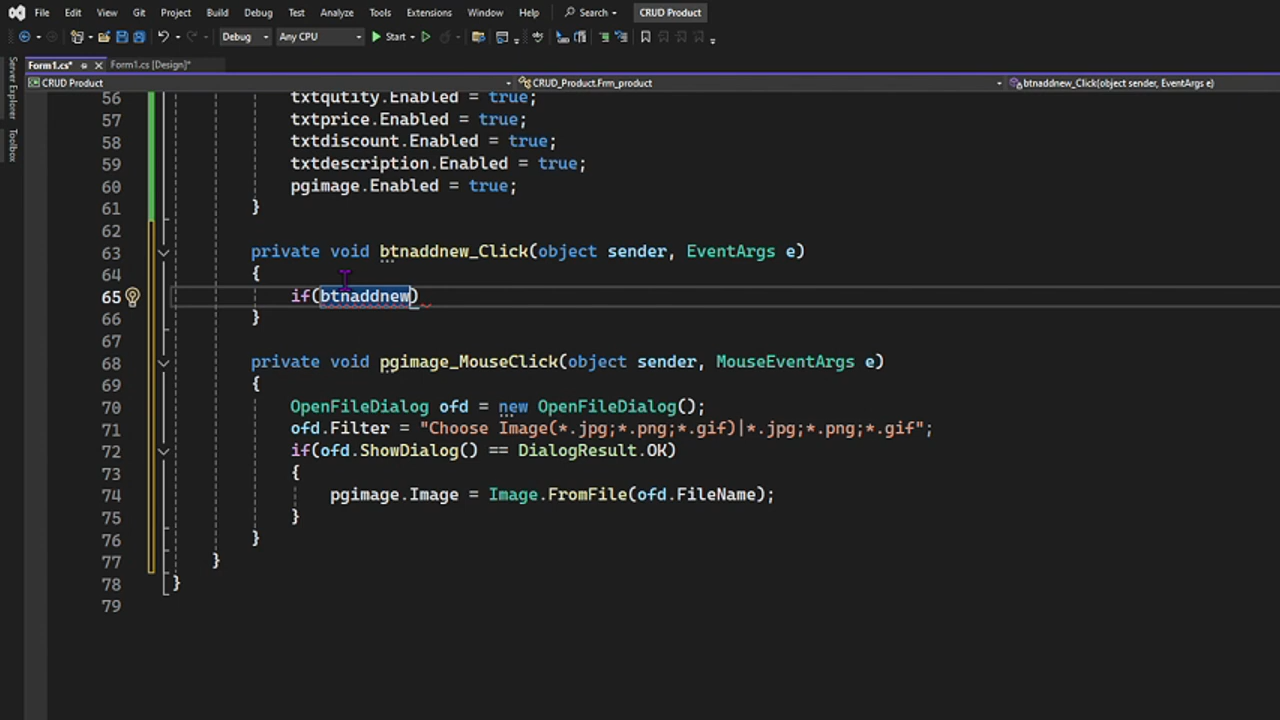 File Edit View Git Project Build Debug Test Analyze Tools Extensions Window Help Search CRUD Product
Debug Any CPU Start
Form1.cs* Form1.cs [Design]*
CRUD Product CRUD_Product.Frm_product btnaddnew_Click(object sender, EventArgs e)
Server Explorer
Toolbox
56 txtqutity.Enabled = true;
57 txtprice.Enabled = true;
58 txtdiscount.Enabled = true;
59 txtdescription.Enabled = true;
60 pgimage.Enabled = true;
61 }
62
63 private void btnaddnew_Click(object sender, EventArgs e)
64 {
65 if(btnaddnew)
66 }
67
68 private void pgimage_MouseClick(object sender, MouseEventArgs e)
69 {
70 OpenFileDialog ofd = new OpenFileDialog();
71 ofd.Filter = "Choose Image(*.jpg;*.png;*.gif)|*.jpg;*.png;*.gif";
72 if(ofd.ShowDialog() == DialogResult.OK)
73 {
74 pgimage.Image = Image.FromFile(ofd.FileName);
75 }
76 }
77 }
78 }
79